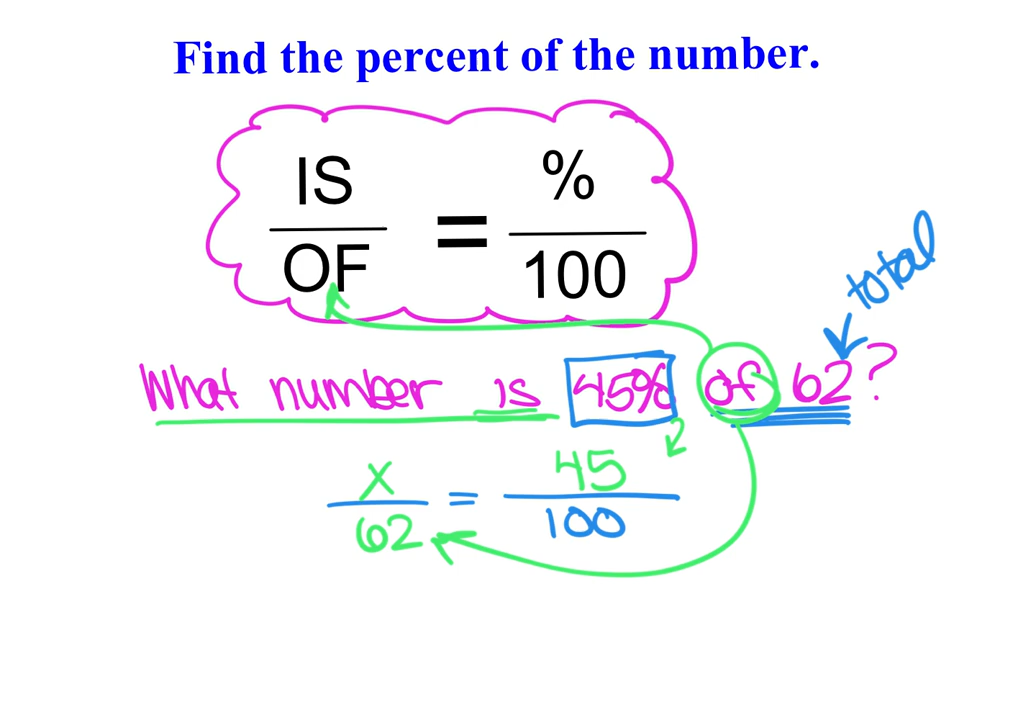 Find the percent of the number.
IS = %
OF 100
total
What number is 45% of 62?
x = 45
62 100